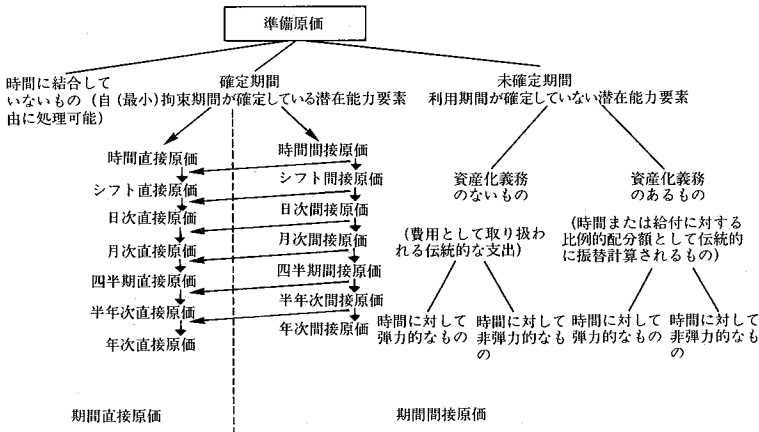 準備原価
時間に結合して
いないもの（自
由に処理可能）
確定期間
（最小）拘束期間が確定している潜在能力要素
未確定期間
利用期間が確定していない潜在能力要素
時間直接原価
シフト直接原価
日次直接原価
月次直接原価
四半期直接原価
半年次直接原価
年次直接原価
時間間接原価
シフト間接原価
日次間接原価
月次間接原価
四半期間接原価
半年次間接原価
年次間接原価
資産化義務
のないもの
（費用として取り扱わ
れる伝統的な支出）
資産化義務
のあるもの
（時間または給付に対する
比例的配分額として伝統的
に振替計算されるもの）
時間に対して
弾力的なもの
時間に対して
非弾力的なも
の
時間に対して
弾力的なもの
時間に対して
非弾力的なも
の
期間直接原価
期間間接原価